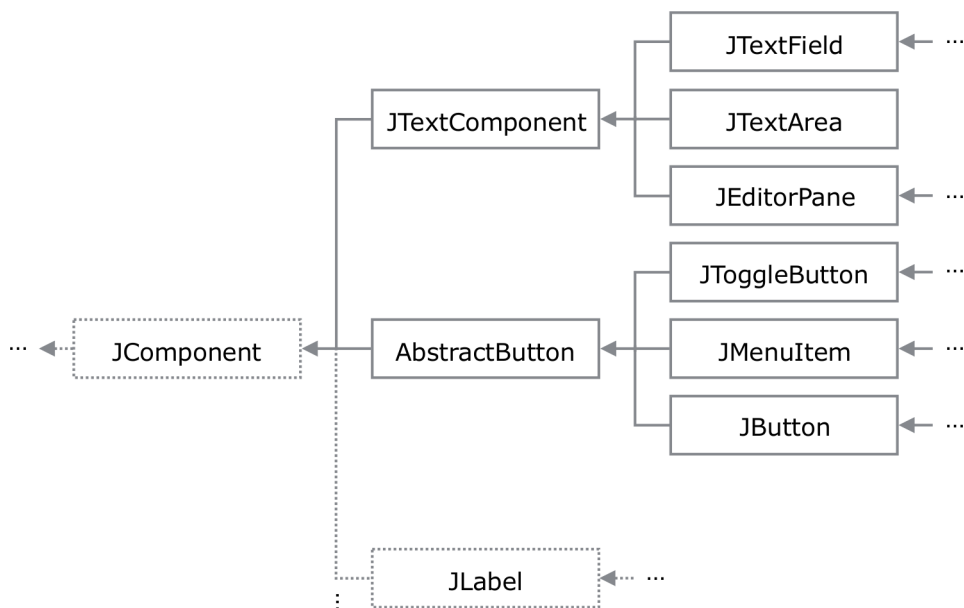 JTextField
...
JTextComponent
JTextArea
JEditorPane
...
JToggleButton
...
...
JComponent
AbstractButton
JMenuItem
...
JButton
...
JLabel
...
...